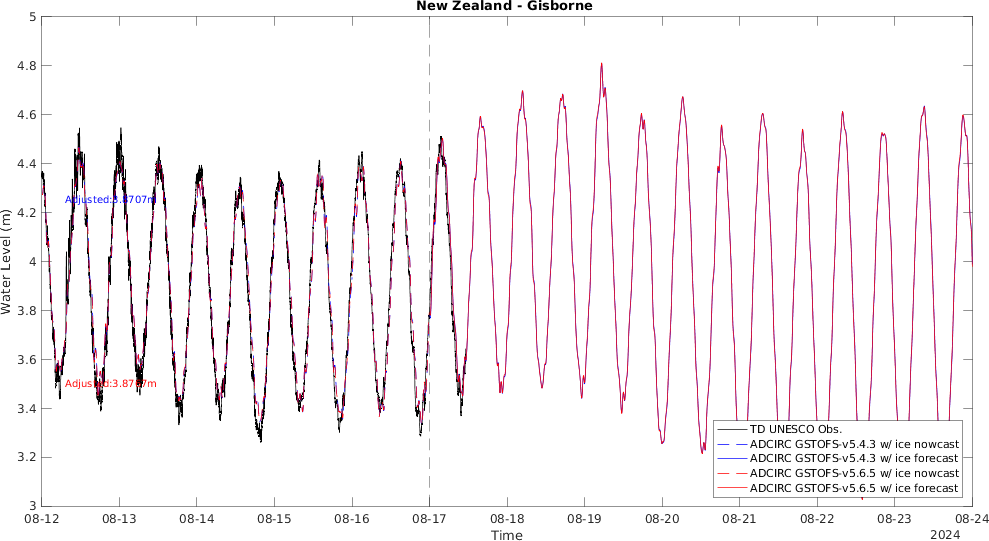 New Zealand - Gisborne
Water Level (m)
5
4.8
4.6
4.4
4.2
4
3.8
3.6
3.4
3.2
3
Adjusted:3.8707m
TD UNESCO Obs.
ADCIRC GSTOFS-v5.4.3 w/ ice nowcast
ADCIRC GSTOFS-v5.4.3 w/ ice forecast
ADCIRC GSTOFS-v5.6.5 w/ ice nowcast
ADCIRC GSTOFS-v5.6.5 w/ ice forecast
08-12 08-13 08-14 08-15 08-16 08-17 08-18 08-19 08-20 08-21 08-22 08-23 08-24
Time
2024